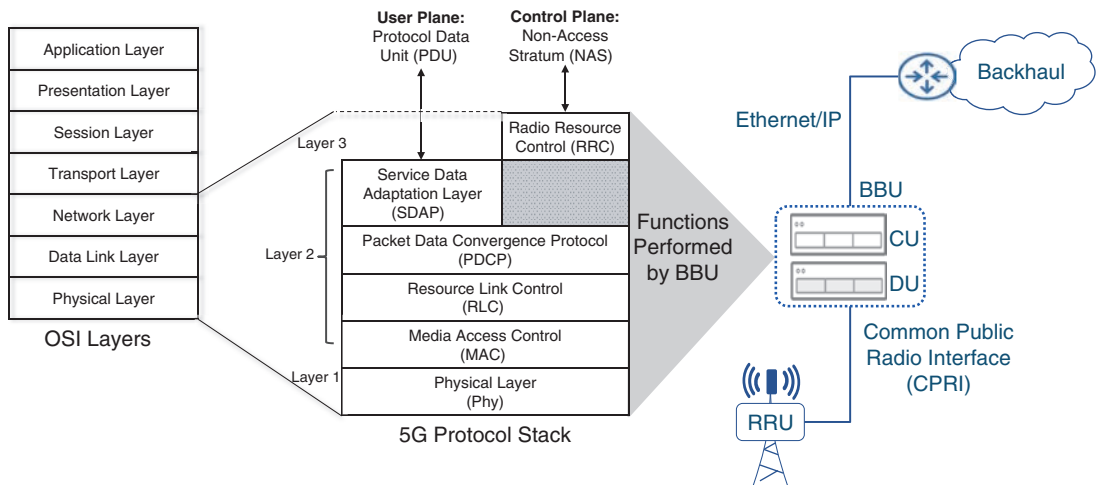 Application Layer
Presentation Layer
Session Layer
Transport Layer
Network Layer
Data Link Layer
Physical Layer
OSI Layers
User Plane:
Protocol Data
Unit (PDU)
Control Plane:
Non-Access
Stratum (NAS)
Layer 3
Layer 2
Layer 1
Radio Resource
Control (RRC)
Service Data
Adaptation Layer
(SDAP)
Packet Data Convergence Protocol
(PDCP)
Resource Link Control
(RLC)
Media Access Control
(MAC)
Physical Layer
(Phy)
5G Protocol Stack
Functions
Performed
by BBU
Backhaul
Ethernet/IP
BBU
CU
DU
Common Public
Radio Interface
(CPRI)
RRU